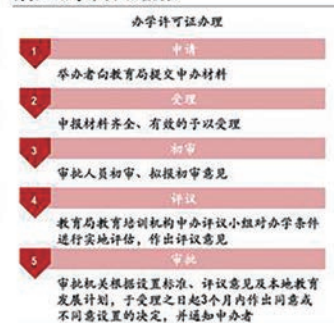 办学许可证办理
1 申请
举办者向教育局提交申办材料
2 受理
申报材料齐全、有效的予以受理
3 初审
审批人员初审、拟报初审意见
4 评议
教育局教育培训机构申办评议小组对办学条件
进行实地评估，作出评议意见
5 审批
审批机关根据设置标准、评议意见及本地教育
发展计划，于受理之日起3个月内作出同意或
不同意设置的决定，并通知申办者